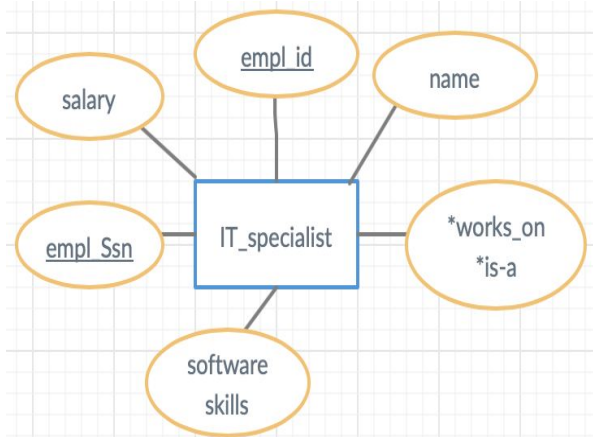 empl_id
name
salary
IT_specialist
*works_on
*is-a
empl_Ssn
software
skills